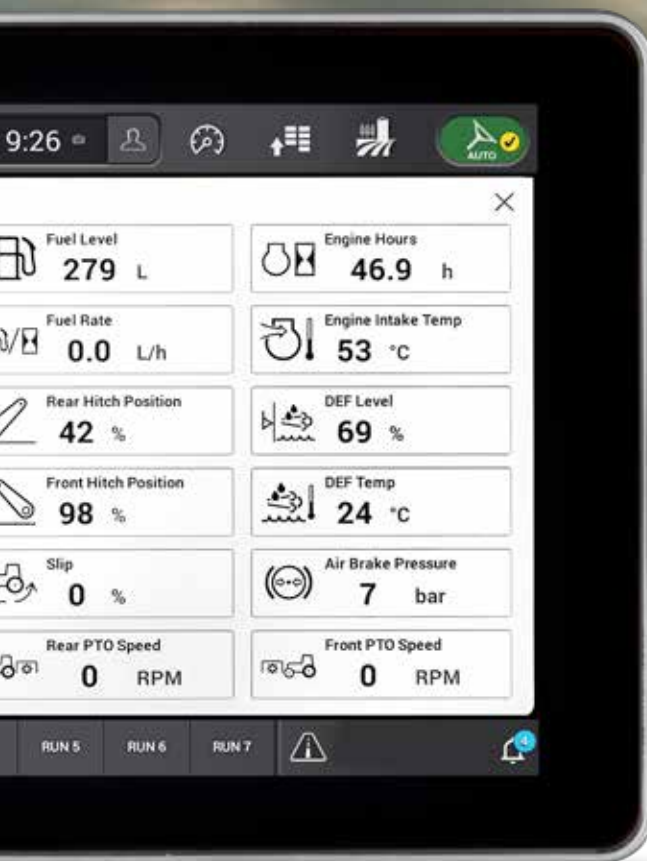 9:26
AUTO
Fuel Level
279 L
Engine Hours
46.9 h
Fuel Rate
0.0 L/h
Engine Intake Temp
53 °C
Rear Hitch Position
42 %
DEF Level
69 %
Front Hitch Position
98 %
DEF Temp
24 °C
Slip
0 %
Air Brake Pressure
7 bar
Rear PTO Speed
0 RPM
Front PTO Speed
0 RPM
RUN 5 RUN 6 RUN 7
4